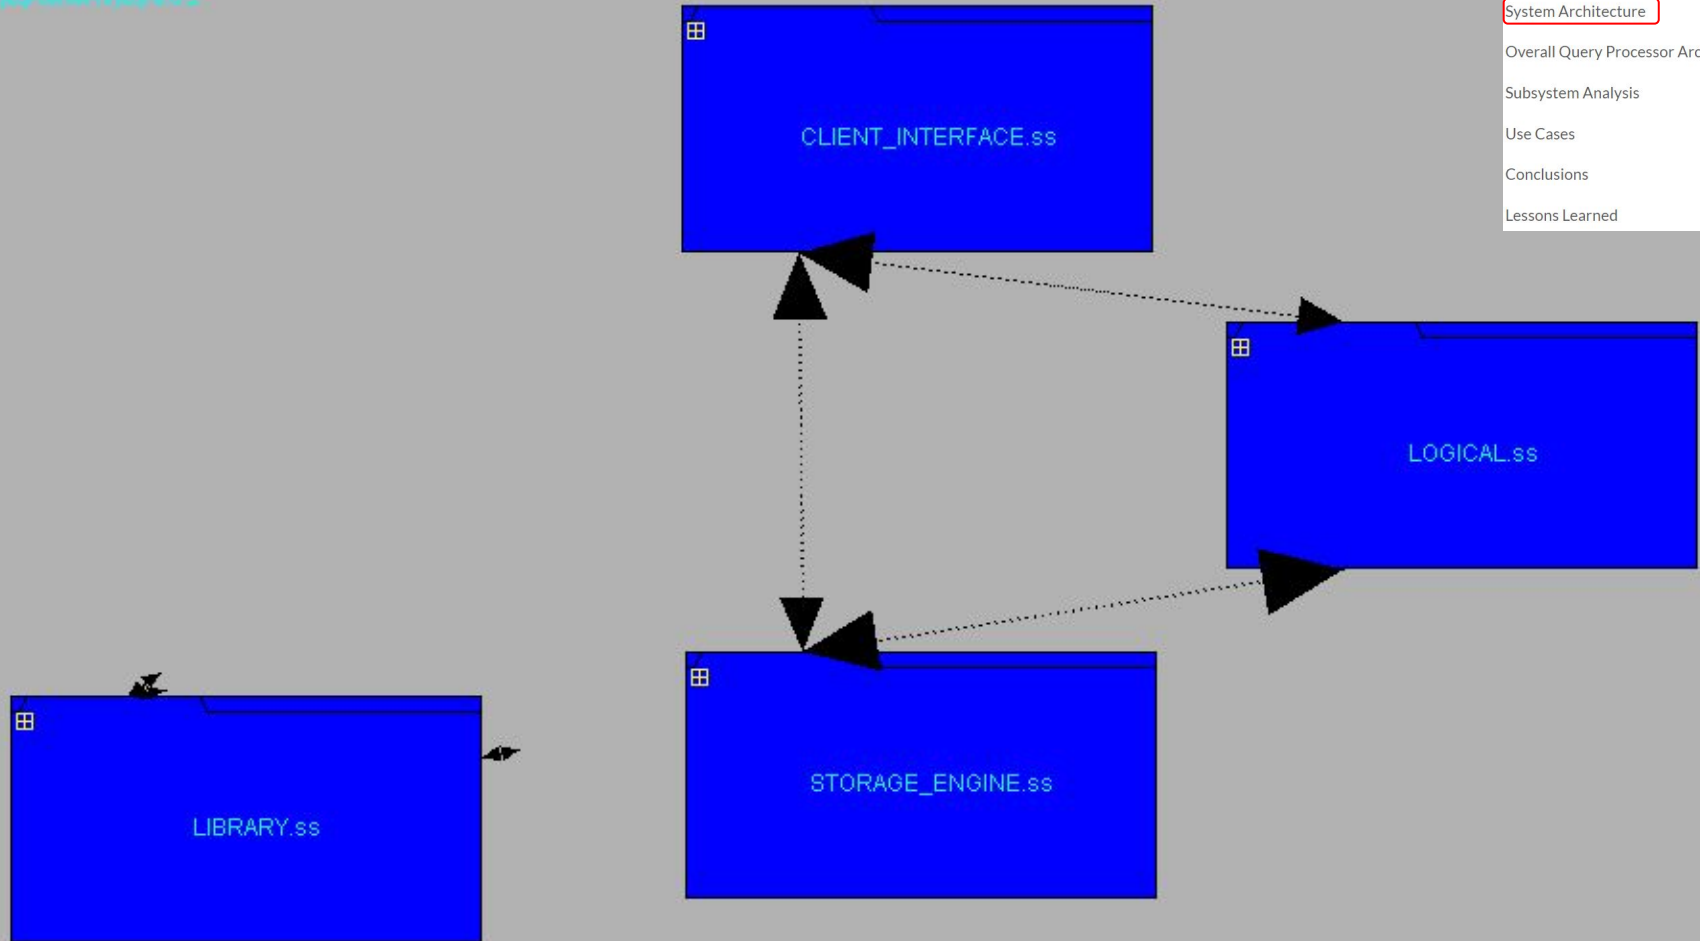 System Architecture
Overall Query Processor
Subsystem Analysis
Use Cases
Conclusions
Lessons Learned
CLIENT_INTERFACE.ss
LOGICAL.ss
STORAGE_ENGINE.ss
LIBRARY.ss